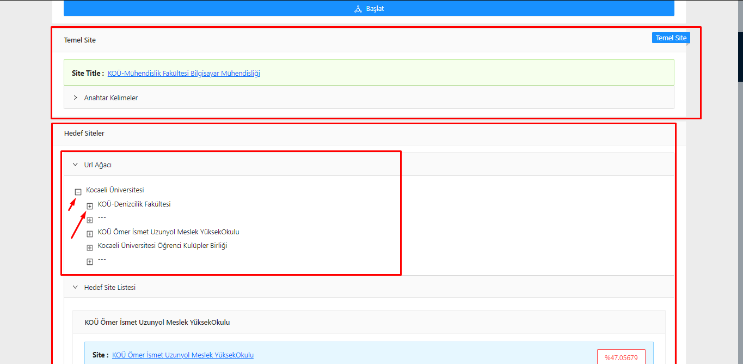 Başlat
Temel Site
Temel Site
Site Title : KOÜ-Mühendislik Fakültesi Bilgisayar Mühendisliği
Anahtar Kelimeler
Hedef Siteler
Url Ağacı
Kocaeli Üniversitesi
KOÜ-Denizcilik Fakültesi
---
KOÜ Ömer İsmet Uzunyol Meslek YüksekOkulu
Kocaeli Üniversitesi Öğrenci Kulüpler Birliği
---
Hedef Site Listesi
KOÜ Ömer İsmet Uzunyol Meslek YüksekOkulu
Site : KOÜ Ömer İsmet Uzunyol Meslek YüksekOkulu
%47.05679